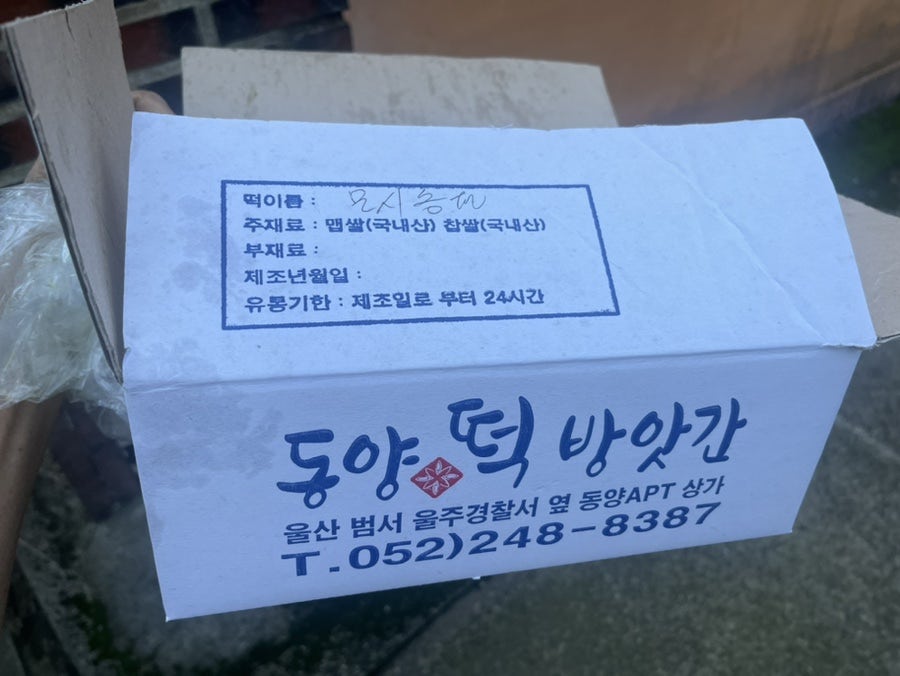 떡이름 : 모시송편
주재료 : 맵쌀(국내산) 찹쌀(국내산)
부재료 :
제조년월일 :
유통기한 : 제조일로 부터 24시간
동양 떡 방앗간
울산 범서 울주경찰서 옆 동양APT 상가
T.052)248-8387